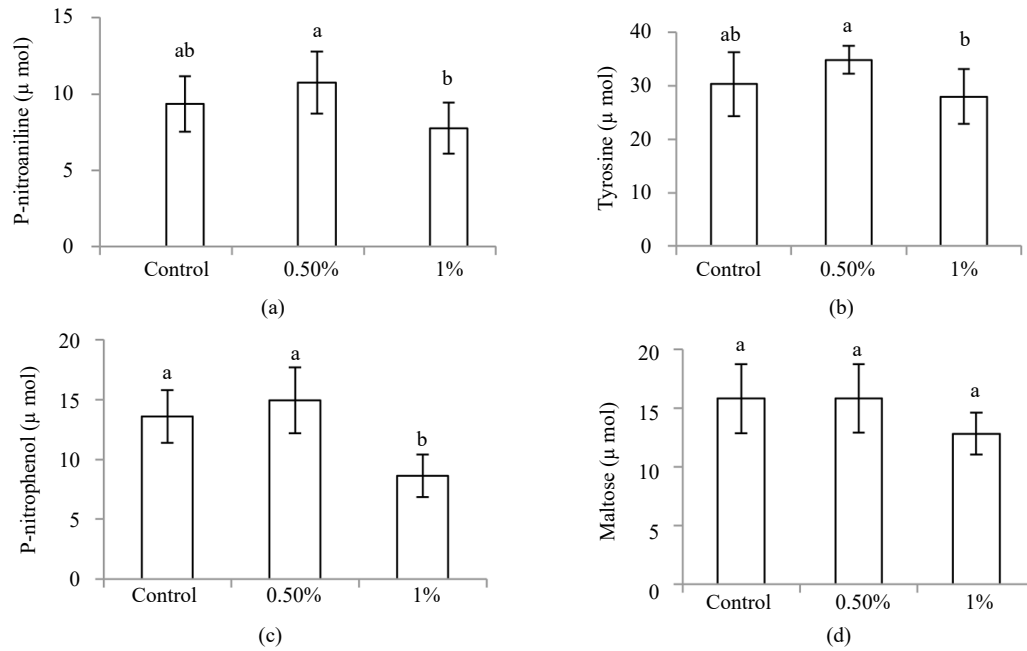 15
10
5
0
P-nitroaniline (µ mol)
ab
a
b
Control
0.50%
1%
(a)
40
30
20
10
0
Tyrosine (µ mol)
ab
a
b
Control
0.50%
1%
(b)
20
15
10
5
0
P-nitrophenol (µ mol)
a
a
b
Control
0.50%
1%
(c)
20
15
10
5
0
Maltose (µ mol)
a
a
a
Control
0.50%
1%
(d)